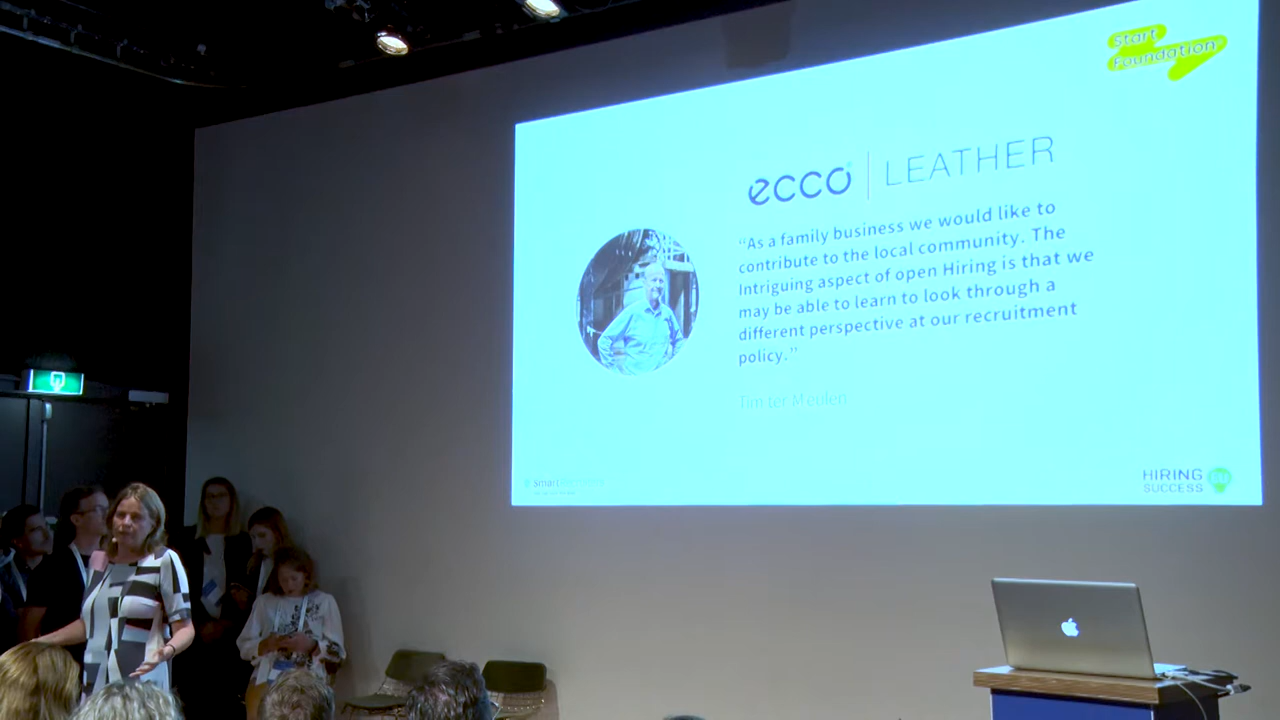 Start
Foundation
ecco LEATHER
“As a family business we would like to
contribute to the local community. The
Intriguing aspect of open Hiring is that we
may be able to learn to look through a
different perspective at our recruitment
policy.”
Tim ter Meulen
Smart
HIRING
SUCCESS
EU